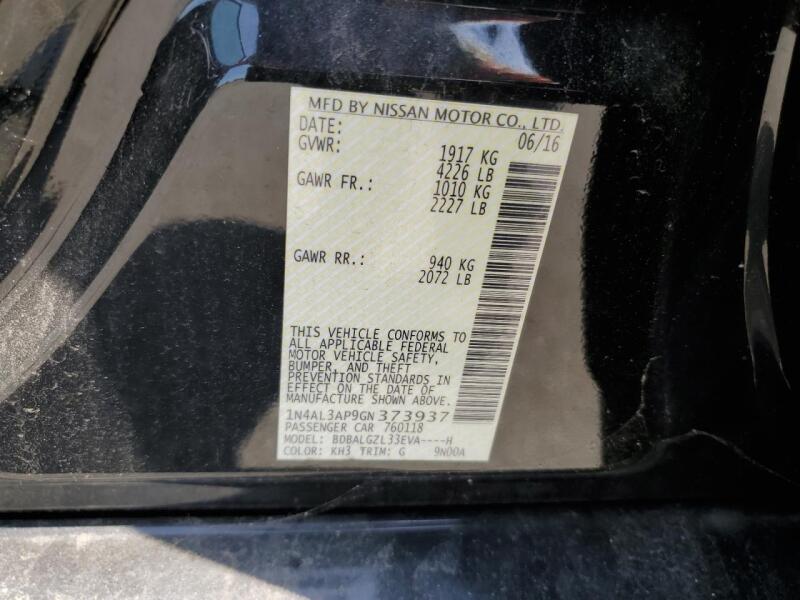 MFD BY NISSAN MOTOR CO., LTD.
DATE: 06/16
GVWR: 1917 KG
4226 LB
GAWR FR.: 1010 KG
2227 LB
GAWR RR.: 940 KG
2072 LB
THIS VEHICLE CONFORMS TO
ALL APPLICABLE FEDERAL
MOTOR VEHICLE SAFETY,
BUMPER, AND THEFT
PREVENTION STANDARDS IN
EFFECT ON THE DATE OF
MANUFACTURE SHOWN ABOVE.
1N4AL3AP9GN373937
PASSENGER CAR 760118
MODEL: BDBALGZL33EVA----H
COLOR: KH3 TRIM: G 9N00A